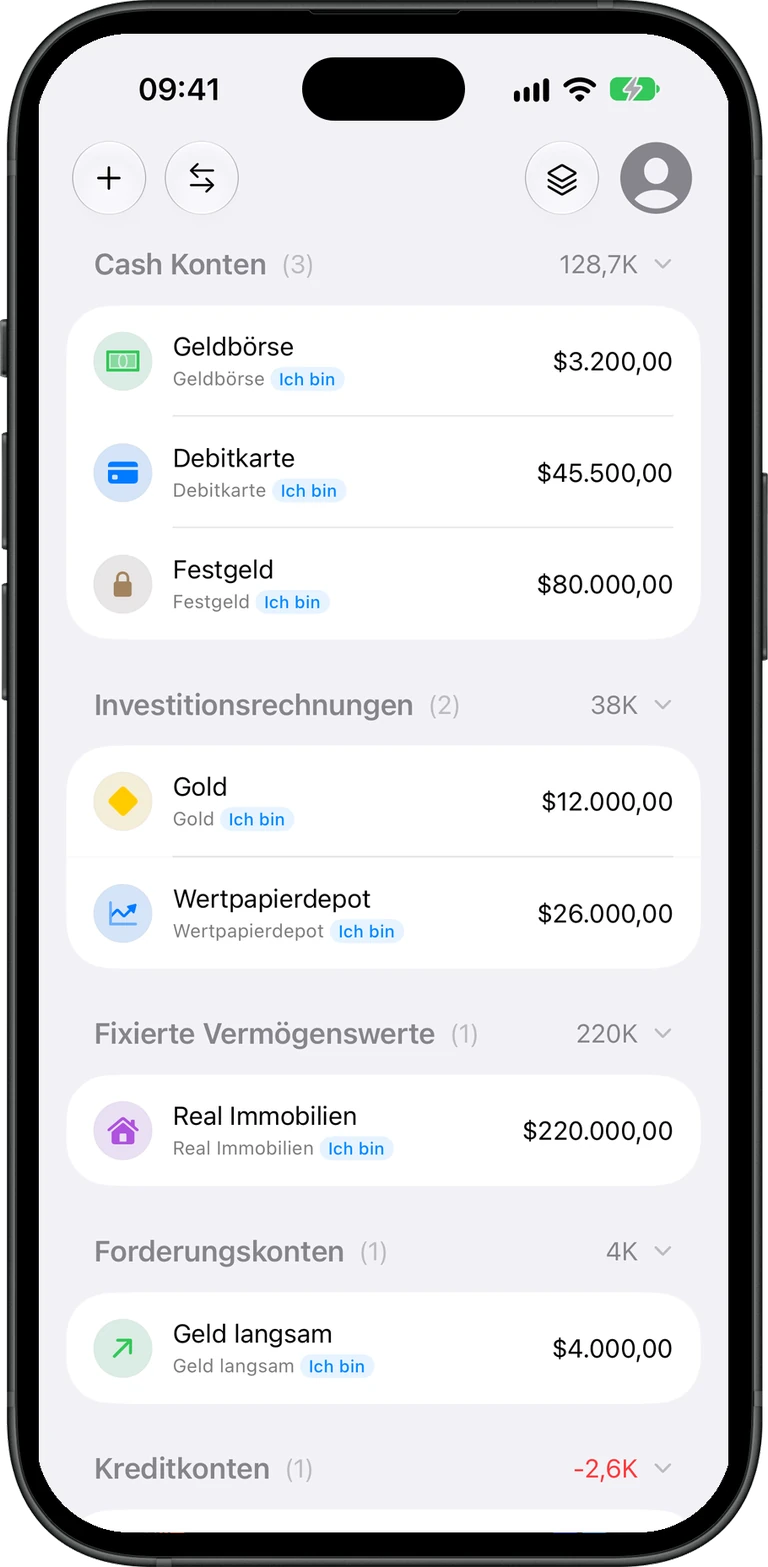 09:41
Cash Konten (3) 128,7K
Geldbörse
Geldbörse Ich bin
$3.200,00
Debitkarte
Debitkarte Ich bin
$45.500,00
Festgeld
Festgeld Ich bin
$80.000,00
Investitionsrechnungen (2) 38K
Gold
Gold Ich bin
$12.000,00
Wertpapierdepot
Wertpapierdepot Ich bin
$26.000,00
Fixierte Vermögenswerte (1) 220K
Real Immobilien
Real Immobilien Ich bin
$220.000,00
Forderungskonten (1) 4K
Geld langsam
Geld langsam Ich bin
$4.000,00
Kreditkonten (1) -2,6K